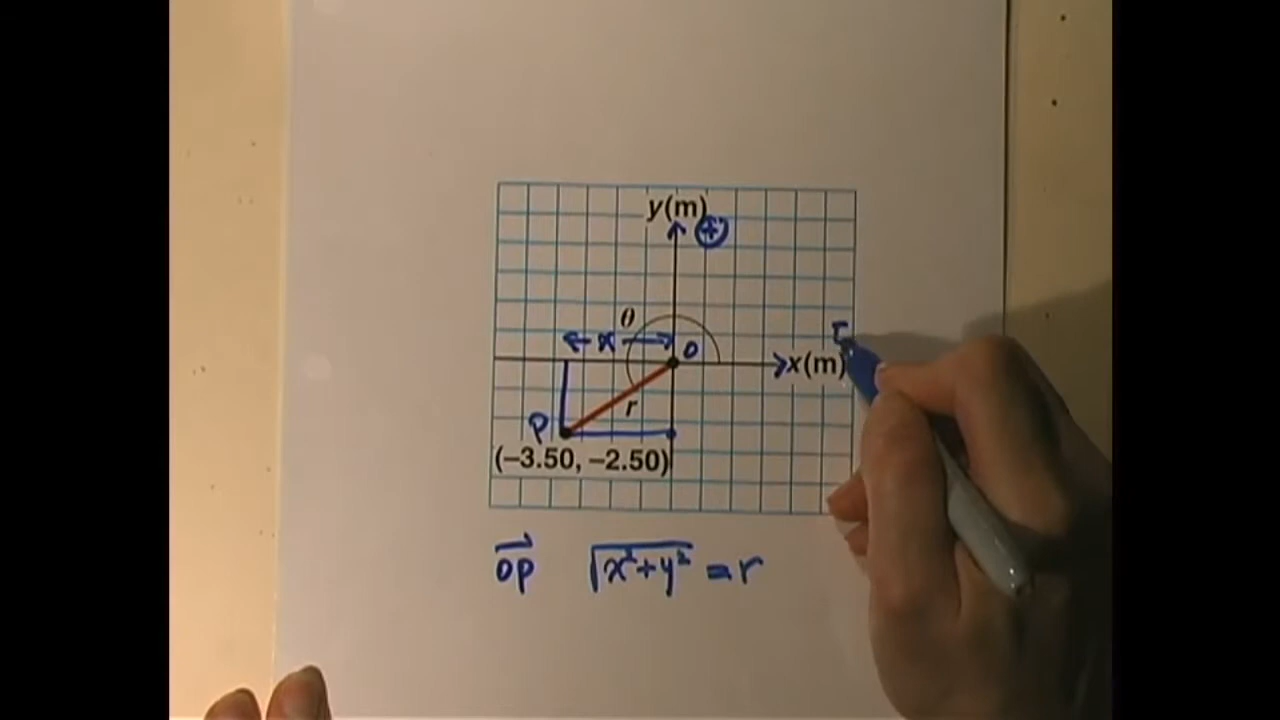 y(m)
+
θ
x
O
x(m)
r
P
(−3.50, −2.50)
→OP √x²+y² = r